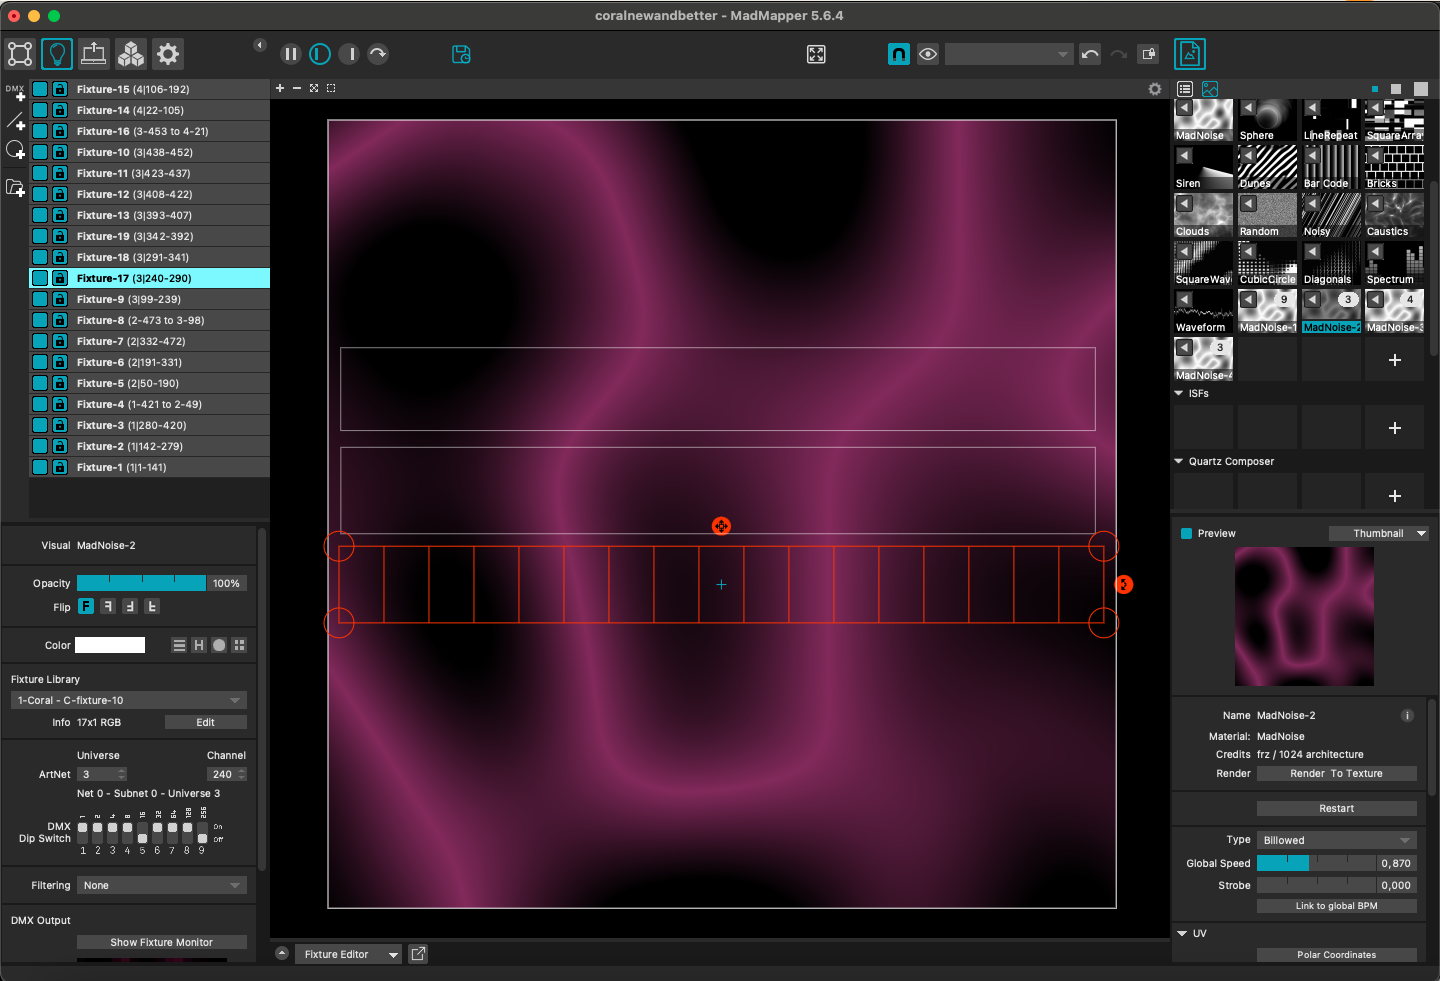 coralnewandbetter - MadMapper 5.6.4
DMX
Fixture-15 (4|106-192)
Fixture-14 (4|22-105)
Fixture-16 (3-453 to 4-21)
Fixture-10 (3|438-452)
Fixture-11 (3|423-437)
Fixture-12 (3|408-422)
Fixture-13 (3|393-407)
Fixture-19 (3|342-392)
Fixture-18 (3|291-341)
Fixture-17 (3|240-290)
Fixture-9 (3|99-239)
Fixture-8 (2-473 to 3-98)
Fixture-7 (2|332-472)
Fixture-6 (2|191-331)
Fixture-5 (2|50-190)
Fixture-4 (1-421 to 2-49)
Fixture-3 (1|280-420)
Fixture-2 (1|142-279)
Fixture-1 (1|1-141)
Visual MadNoise-2
Opacity 100%
Flip F F F F
Color H
Fixture Library
1-Coral - C-fixture-10
Info 17x1 RGB Edit
Universe Channel
ArtNet 3 240
Net 0 - Subnet 0 - Universe 3
1 2 4 8 16 32 64 128 256
DMX On
Dip Switch Off
1 2 3 4 5 6 7 8 9
Filtering None
DMX Output
Show Fixture Monitor
Fixture Editor
MadNoise Sphere LineRepeat SquareArra
Siren Dunes Bar Code Bricks
Clouds Random Noisy Caustics
SquareWav CubicCircle Diagonals Spectrum
9 3 4
Waveform MadNoise-1 MadNoise-2 MadNoise-3
3
MadNoise-4
ISFs
Quartz Composer
Preview Thumbnail
Name MadNoise-2 i
Material: MadNoise
Credits frz / 1024 architecture
Render Render To Texture
Restart
Type Billowed
Global Speed 0,870
Strobe 0,000
Link to global BPM
UV
Polar Coordinates